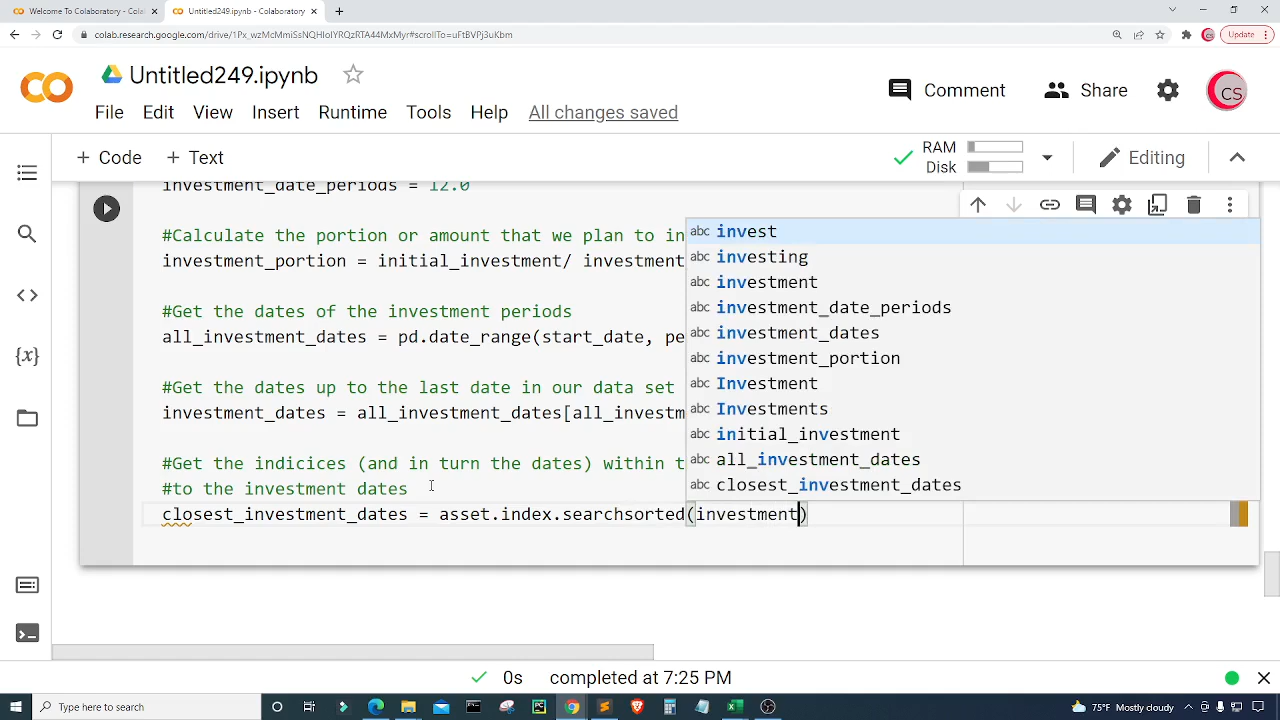 Welcome To Colaboratory - Colal
Untitled249.ipynb - Colaboratory
colab.research.google.com/drive/1Px_wzMcMmiSsNQHIolYRQzRTA44MxMyr#scrollTo=uFtBVPj3uKbm
Update
Untitled249.ipynb
CS
Comment
Share
File Edit View Insert Runtime Tools Help All changes saved
+ Code + Text
RAM
Disk
Editing
investment_date_periods = 12.0
#Calculate the portion or amount that we plan to in
investment_portion = initial_investment/ investment
#Get the dates of the investment periods
all_investment_dates = pd.date_range(start_date, pe
#Get the dates up to the last date in our data set
investment_dates = all_investment_dates[all_investm
#Get the indicices (and in turn the dates) within t
#to the investment dates
closest_investment_dates = asset.index.searchsorted(investment)
abc invest
abc investing
abc investment
abc investment_date_periods
abc investment_dates
abc investment_portion
abc Investment
abc Investments
abc initial_investment
abc all_investment_dates
abc closest_investment_dates
{x}
0s completed at 7:25 PM
Type here to search
73°F Mostly cloudy